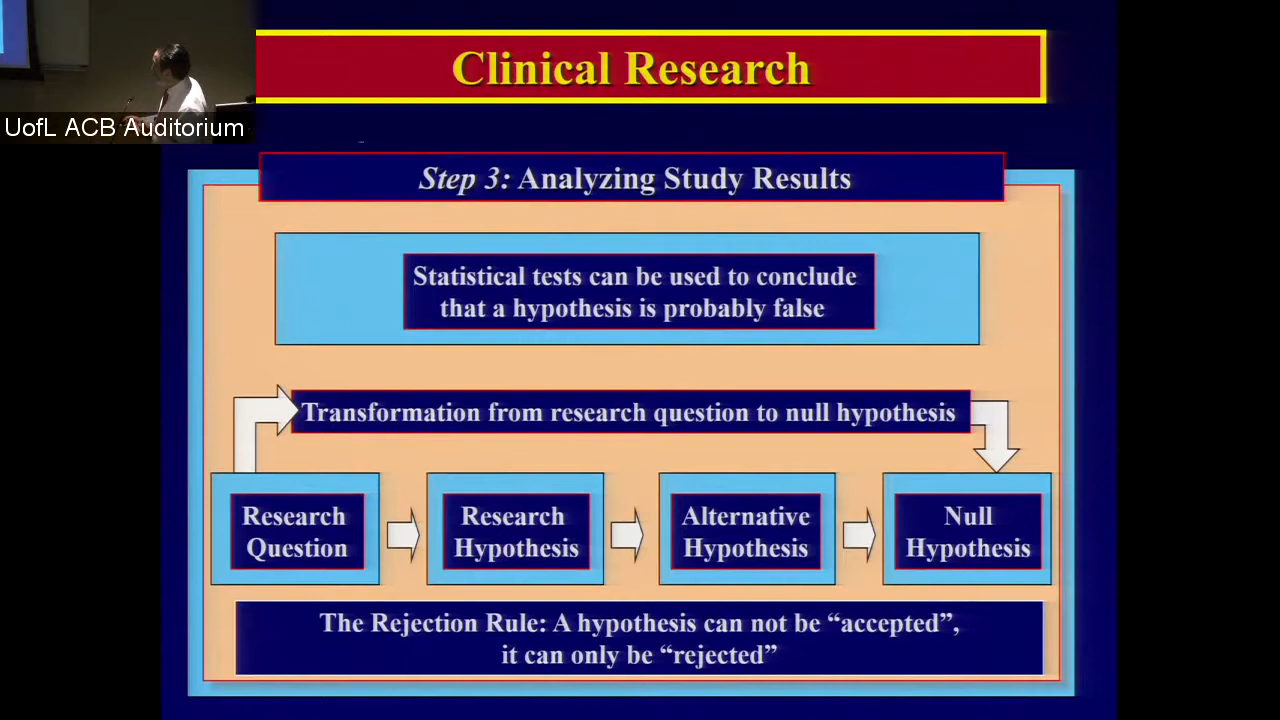 Clinical Research
UofL ACB Auditorium
Step 3: Analyzing Study Results
Statistical tests can be used to conclude
that a hypothesis is probably false
Transformation from research question to null hypothesis
Research
Question
Research
Hypothesis
Alternative
Hypothesis
Null
Hypothesis
The Rejection Rule: A hypothesis can not be “accepted”,
it can only be “rejected”